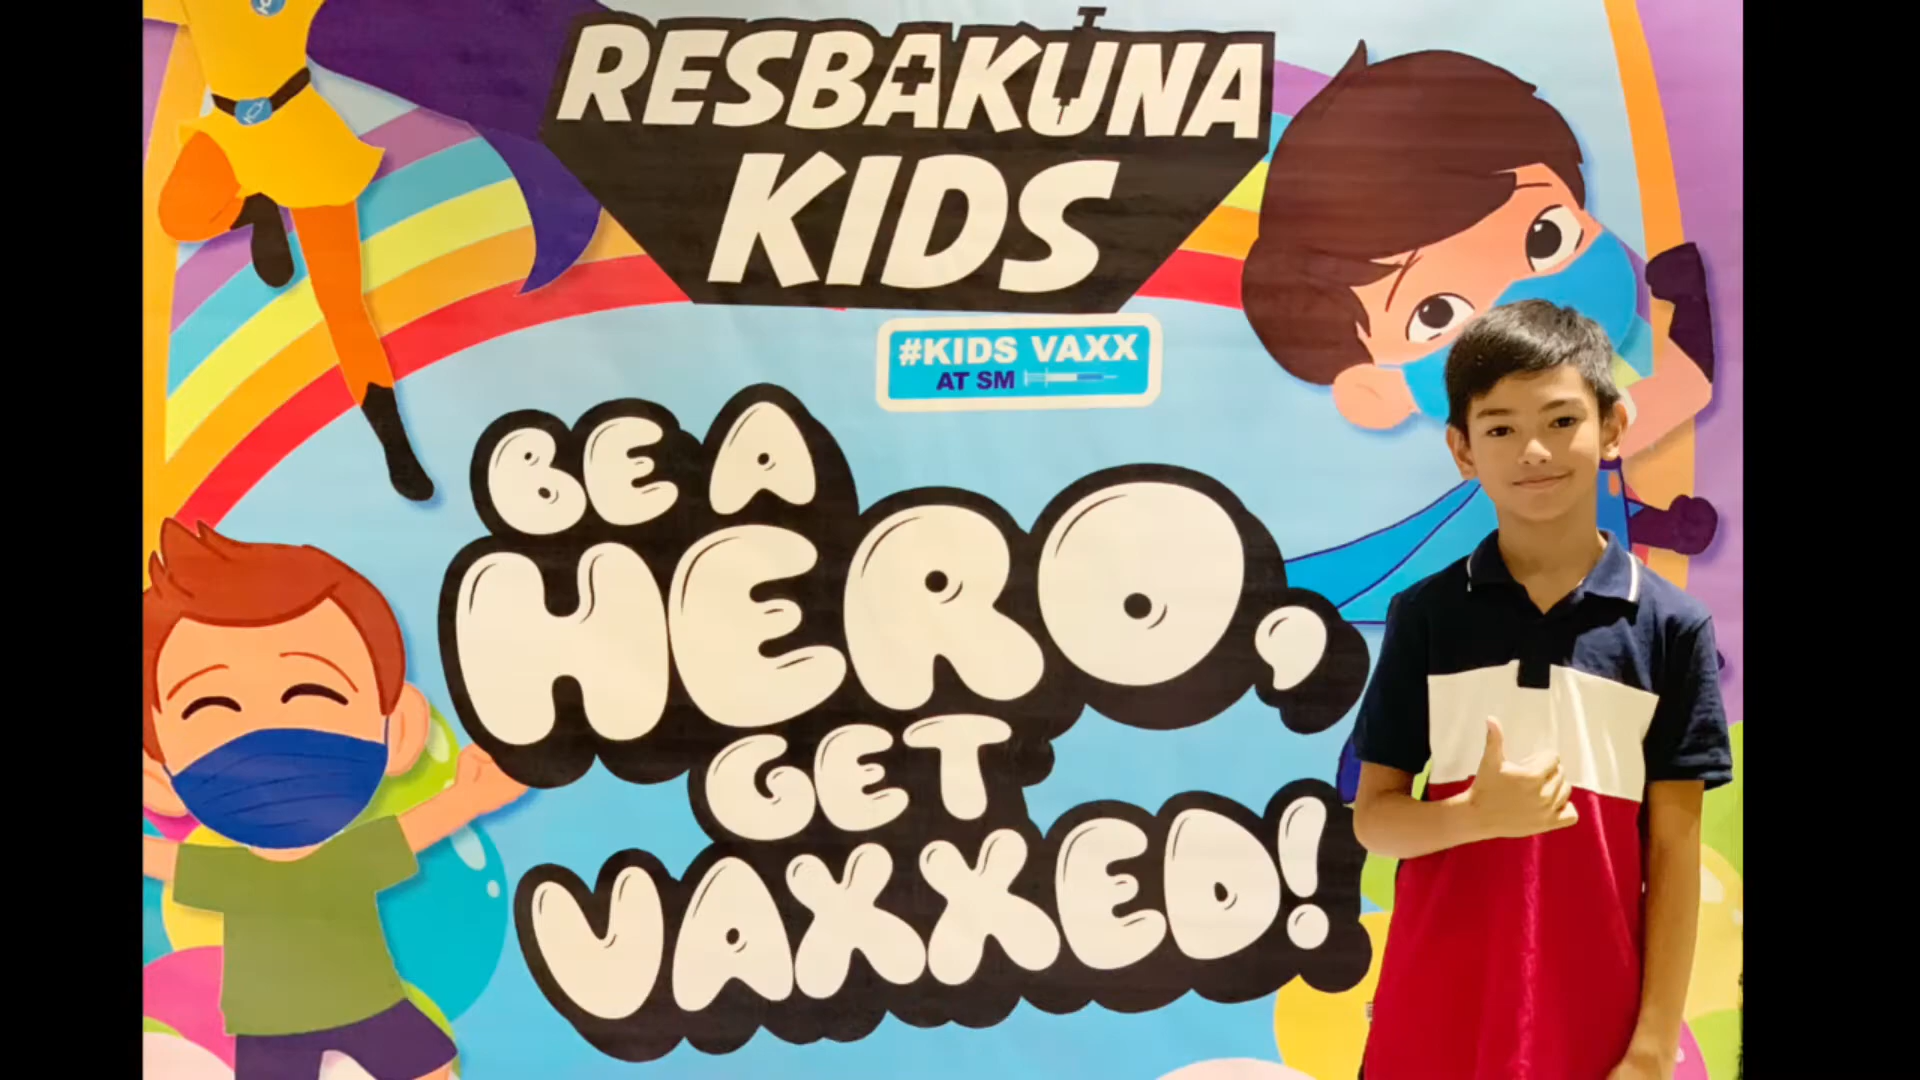 RESBAKUNA
KIDS
#KIDS VAXX
AT SM
BE A
HERO,
GET
VAXXED!